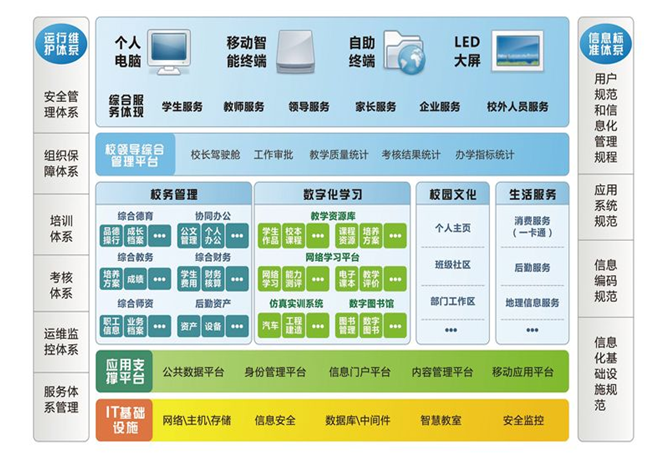 运行维
护体系
安全管
理体系
组织保
障体系
培训
体系
考核
体系
运维监
控体系
服务体
系管理
个人
电脑
移动智
能终端
自助
终端
LED
大屏
综合服
务体现
学生服务 教师服务 领导服务 家长服务 企业服务 校外人员服务
校领导综合
管理平台
校长驾驶舱 工作审批 教学质量统计 考核结果统计 办学指标统计
校务管理
综合德育 协同办公
品德
操行
成长
档案
•••
公文
管理
个人
办公
•••
综合教务 综合财务
培养
方案
成绩
•••
学生
费用
财务
核算
•••
综合师资 后勤资产
职工
信息
业务
档案
•••
资产
设备
•••
数字化学习
教学资源库
学生
作品
校本
课程
•••
课程
资源
培养
方案
•••
网络学习平台
网络
学习
能力
测评
•••
电子
课本
教学
评价
•••
仿真实训系统 数字图书馆
汽车
工程
建造
•••
图书
管理
数字
图书
•••
校园文化
个人主页
班级社区
部门工作区
•••
生活服务
消费服务
（一卡通）
后勤服务
地理信息服务
•••
应用支
撑平台
公共数据平台 身份管理平台 信息门户平台 内容管理平台 移动应用平台
IT基础
设施
网络\主机\存储 信息安全 数据库\中间件 智慧教室 安全监控
信息标
准体系
用户
规范
和信
息化
管理
规程
应用
系统
规范
信息
编码
规范
信息
化基
础设
施规
范